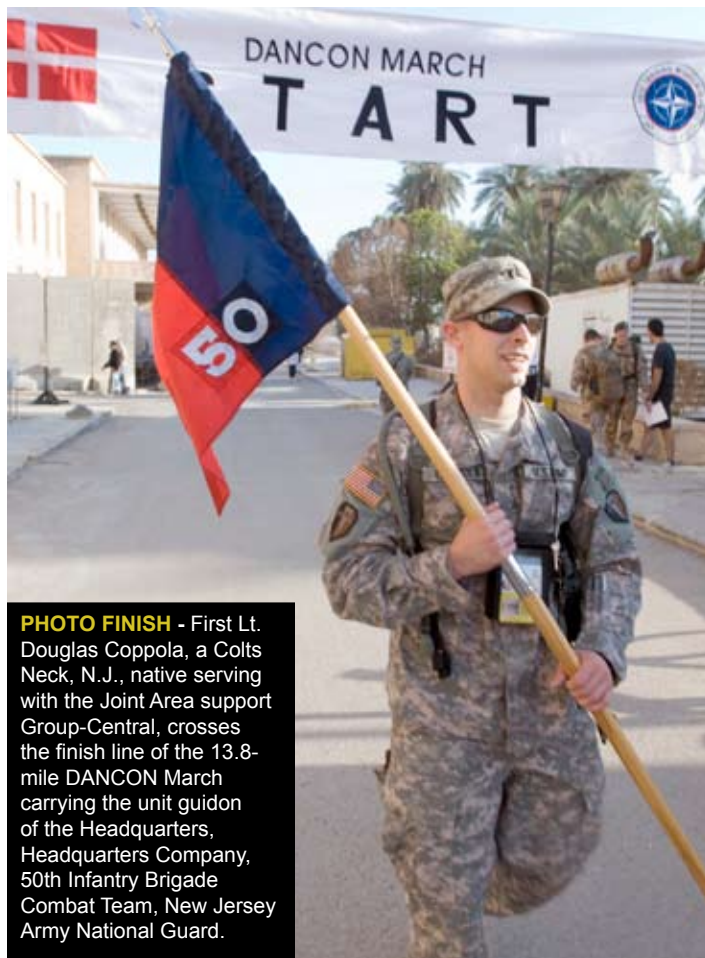 DANCON MARCH
TART
50
PHOTO FINISH - First Lt.
Douglas Coppola, a Colts
Neck, N.J., native serving
with the Joint Area support
Group-Central, crosses
the finish line of the 13.8-
mile DANCON March
carrying the unit guidon
of the Headquarters,
Headquarters Company,
50th Infantry Brigade
Combat Team, New Jersey
Army National Guard.